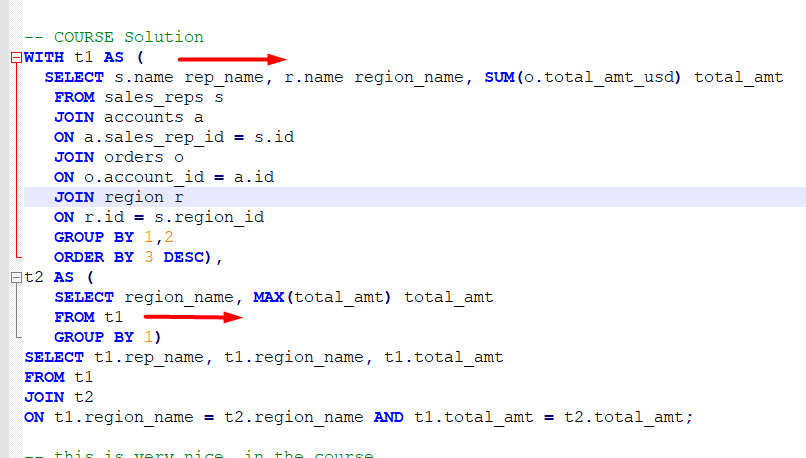 -- COURSE Solution
WITH t1 AS (
SELECT s.name rep_name, r.name region_name, SUM(o.total_amt_usd) total_amt
FROM sales_reps s
JOIN accounts a
ON a.sales_rep_id = s.id
JOIN orders o
ON o.account_id = a.id
JOIN region r
ON r.id = s.region_id
GROUP BY 1,2
ORDER BY 3 DESC),
t2 AS (
SELECT region_name, MAX(total_amt) total_amt
FROM t1
GROUP BY 1)
SELECT t1.rep_name, t1.region_name, t1.total_amt
FROM t1
JOIN t2
ON t1.region_name = t2.region_name AND t1.total_amt = t2.total_amt;
-- this is very nice in the course